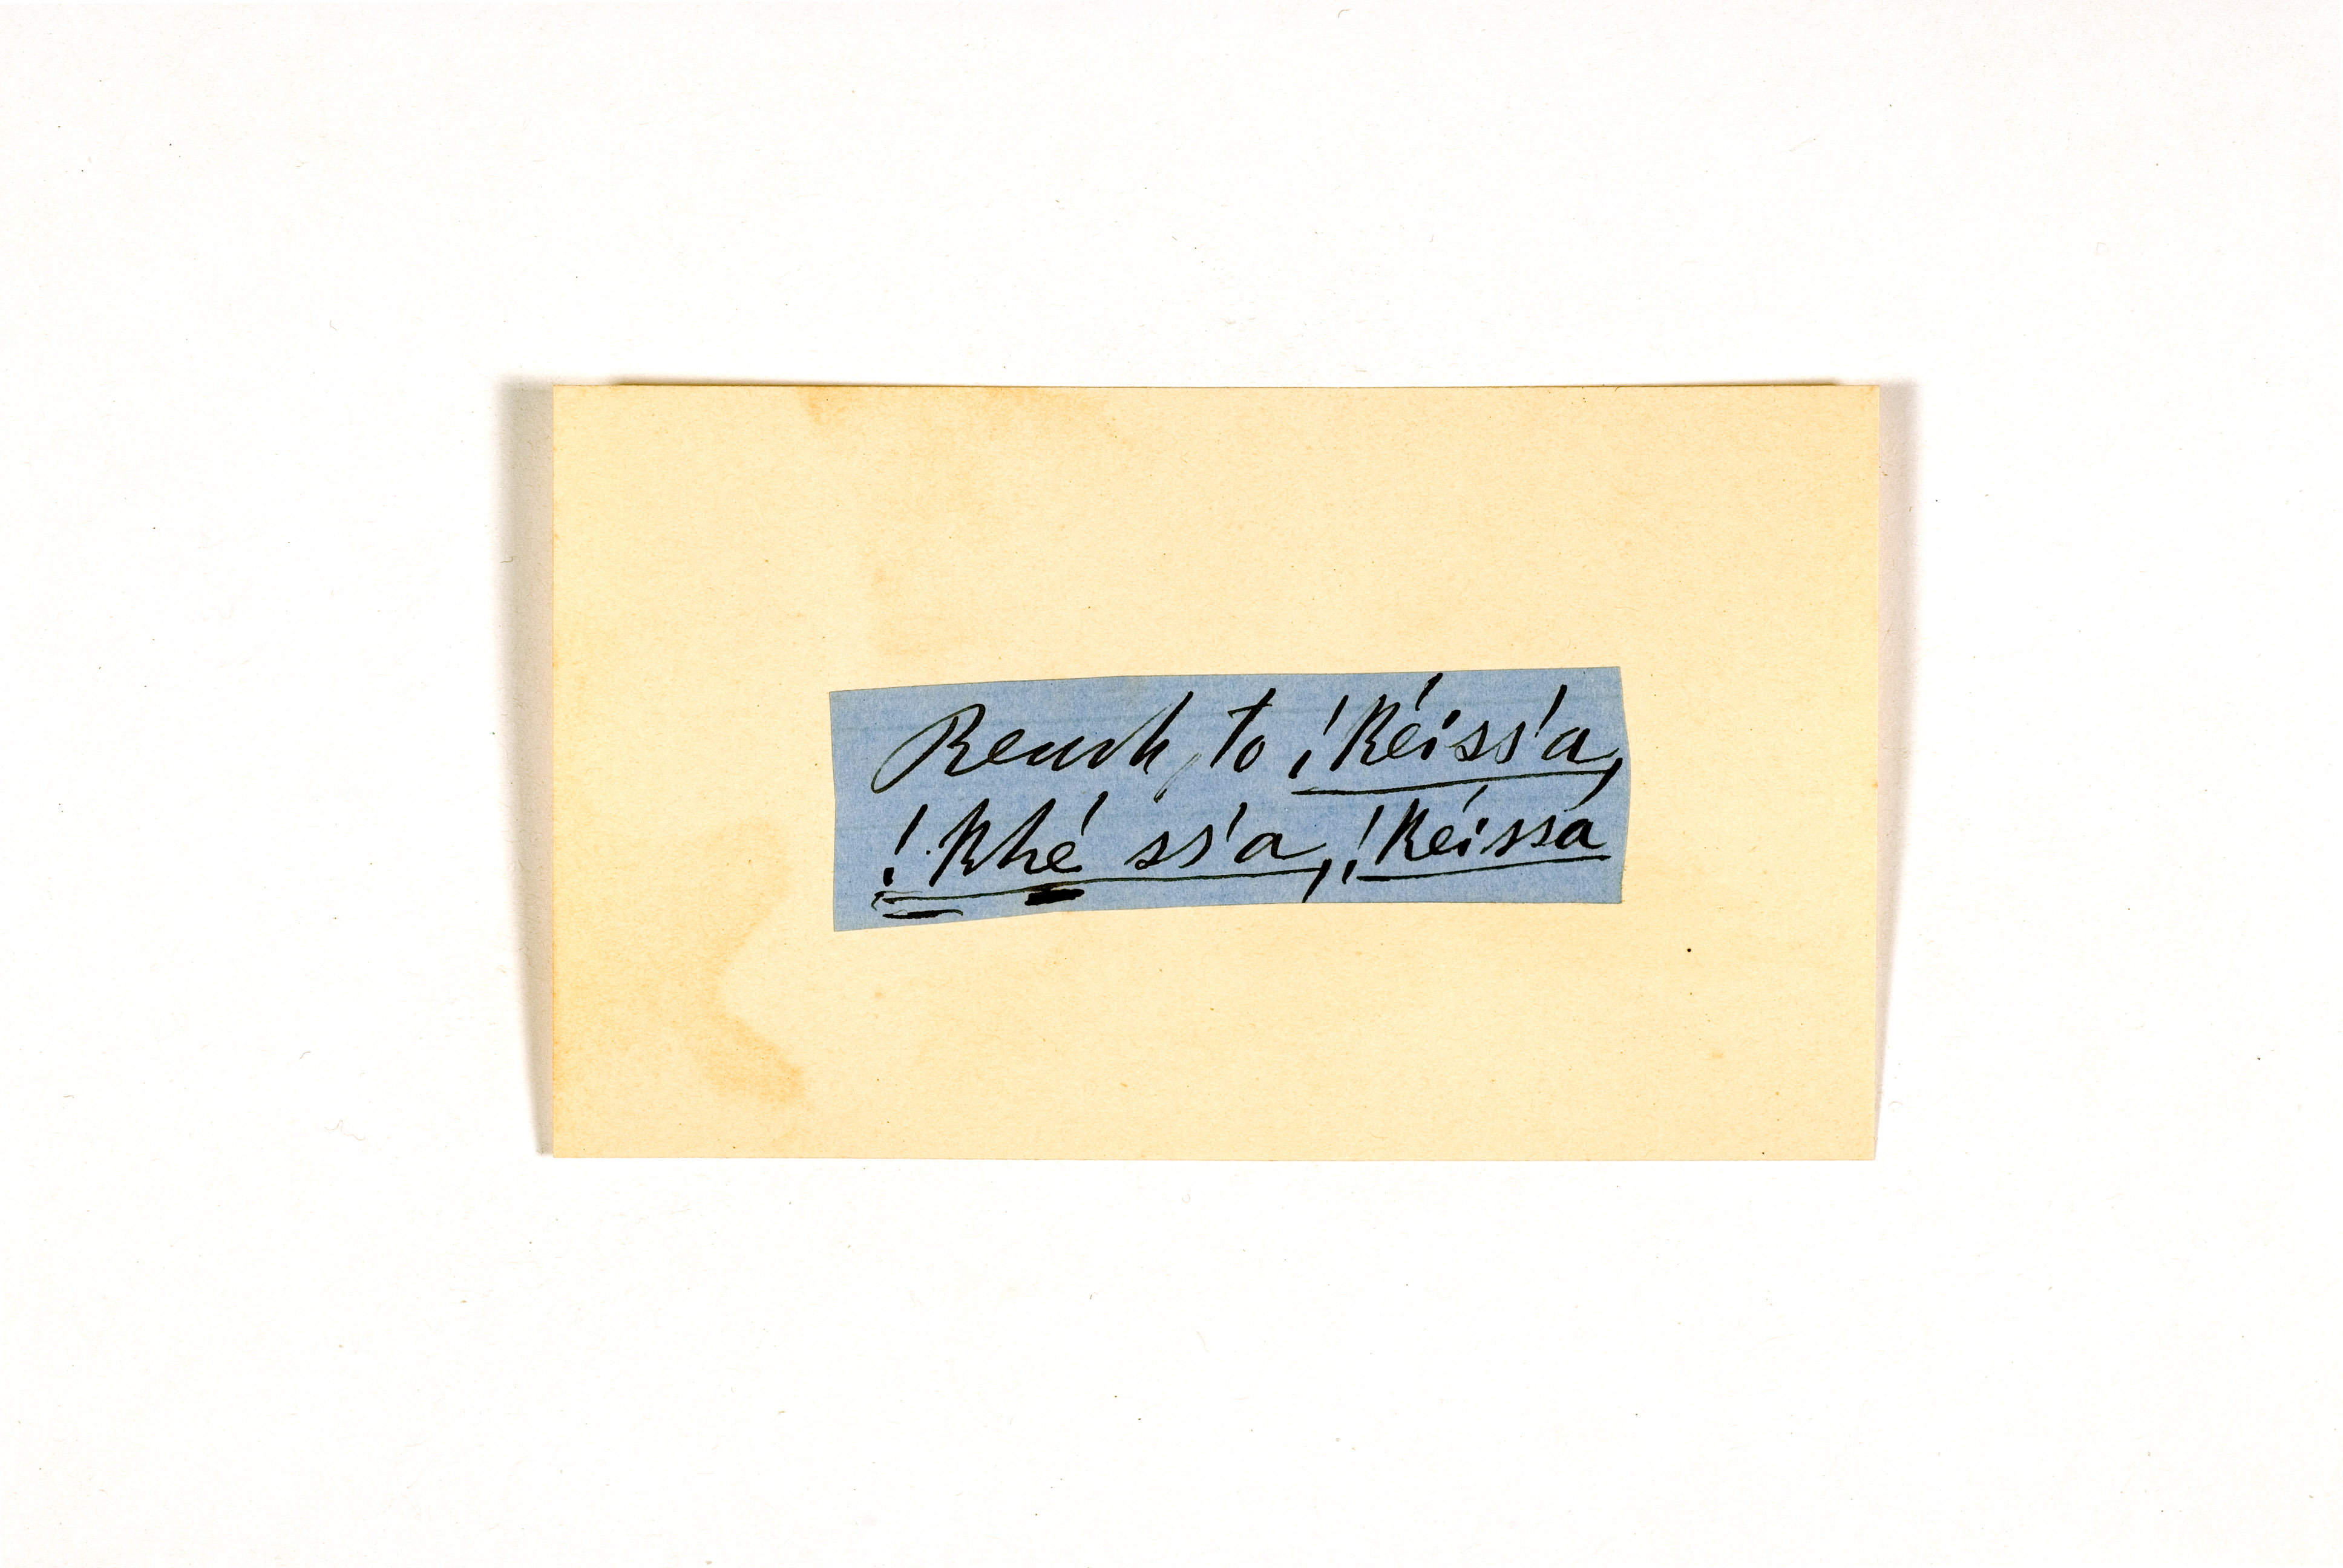 Reach, to !kéiss'a,
!khé ss'a, !kéissa